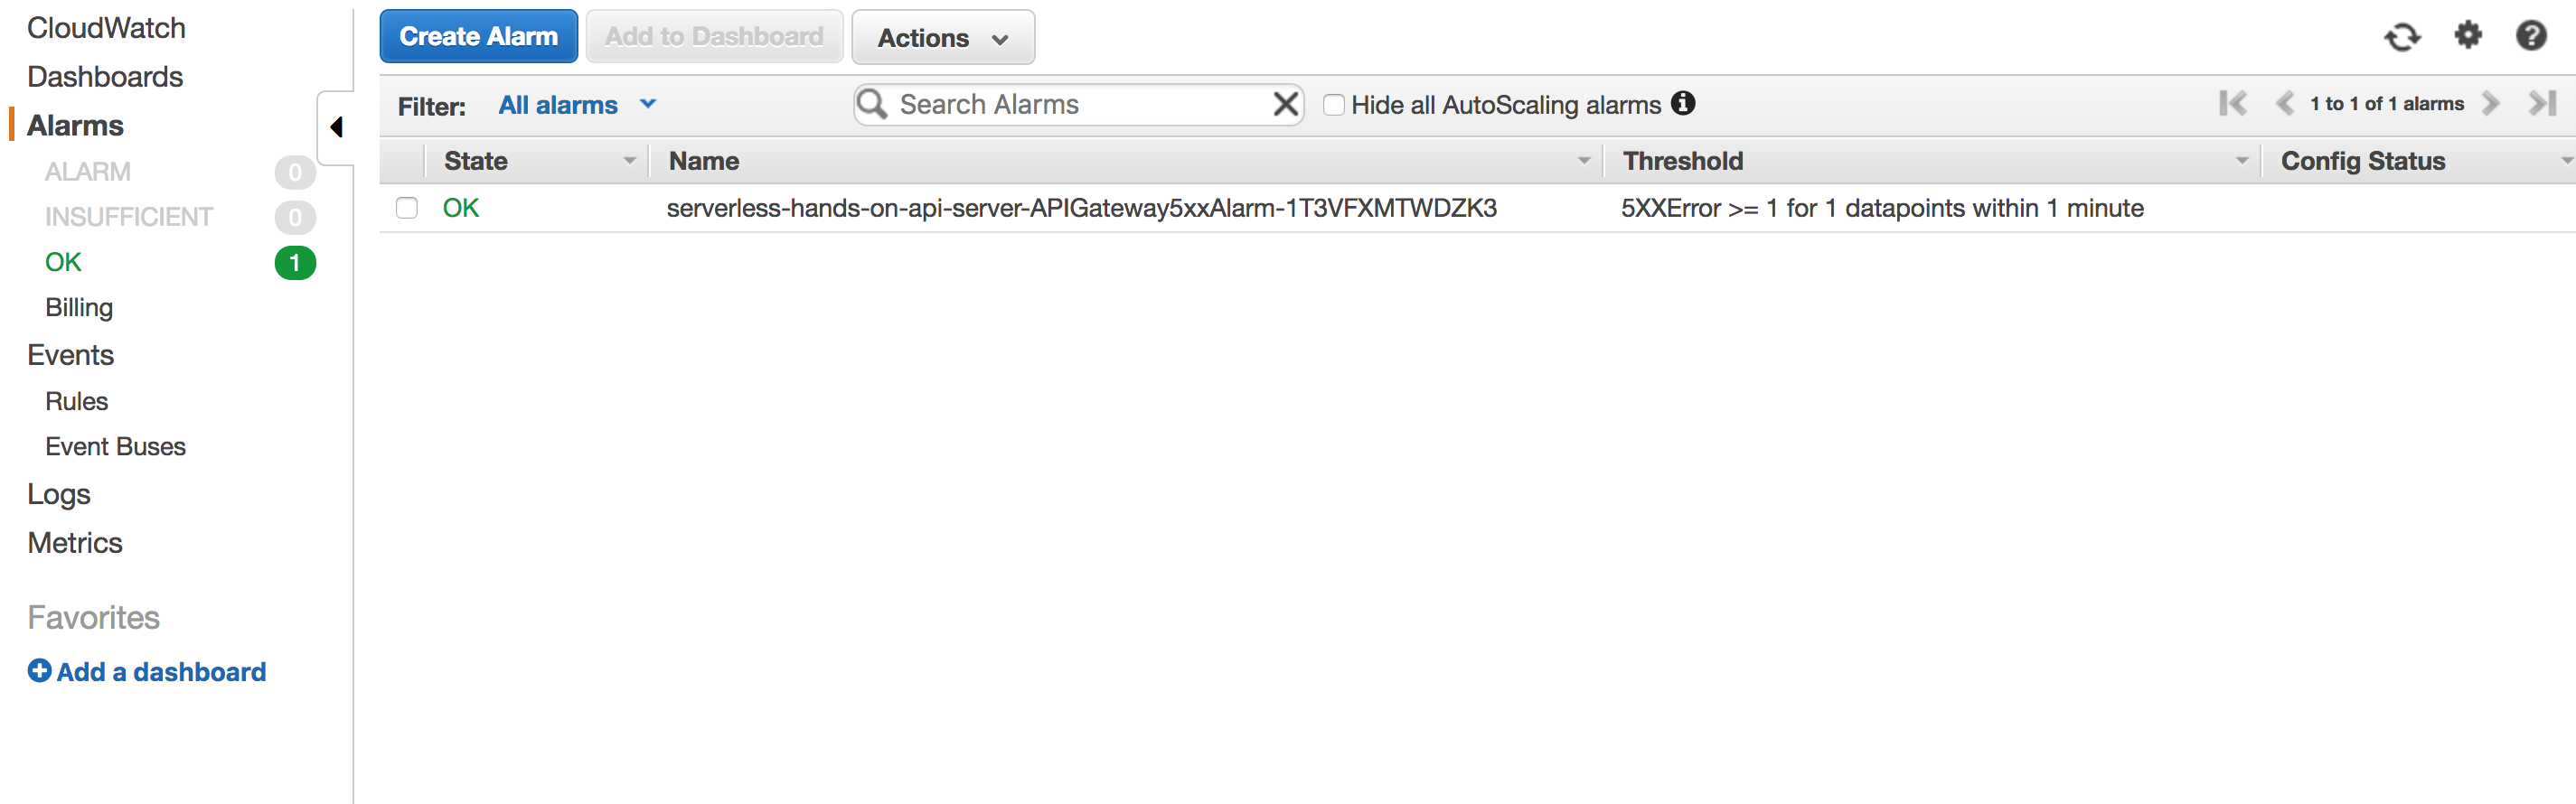 CloudWatch
Dashboards
Alarms
ALARM 0
INSUFFICIENT 0
OK 1
Billing
Events
Rules
Event Buses
Logs
Metrics
Favorites
Add a dashboard
Create Alarm Add to Dashboard Actions
Filter: All alarms Search Alarms Hide all AutoScaling alarms 1 to 1 of 1 alarms
State Name Threshold Config Status
OK serverless-hands-on-api-server-APIGateway5xxAlarm-1T3VFXMTWDZK3 5XXError >= 1 for 1 datapoints within 1 minute